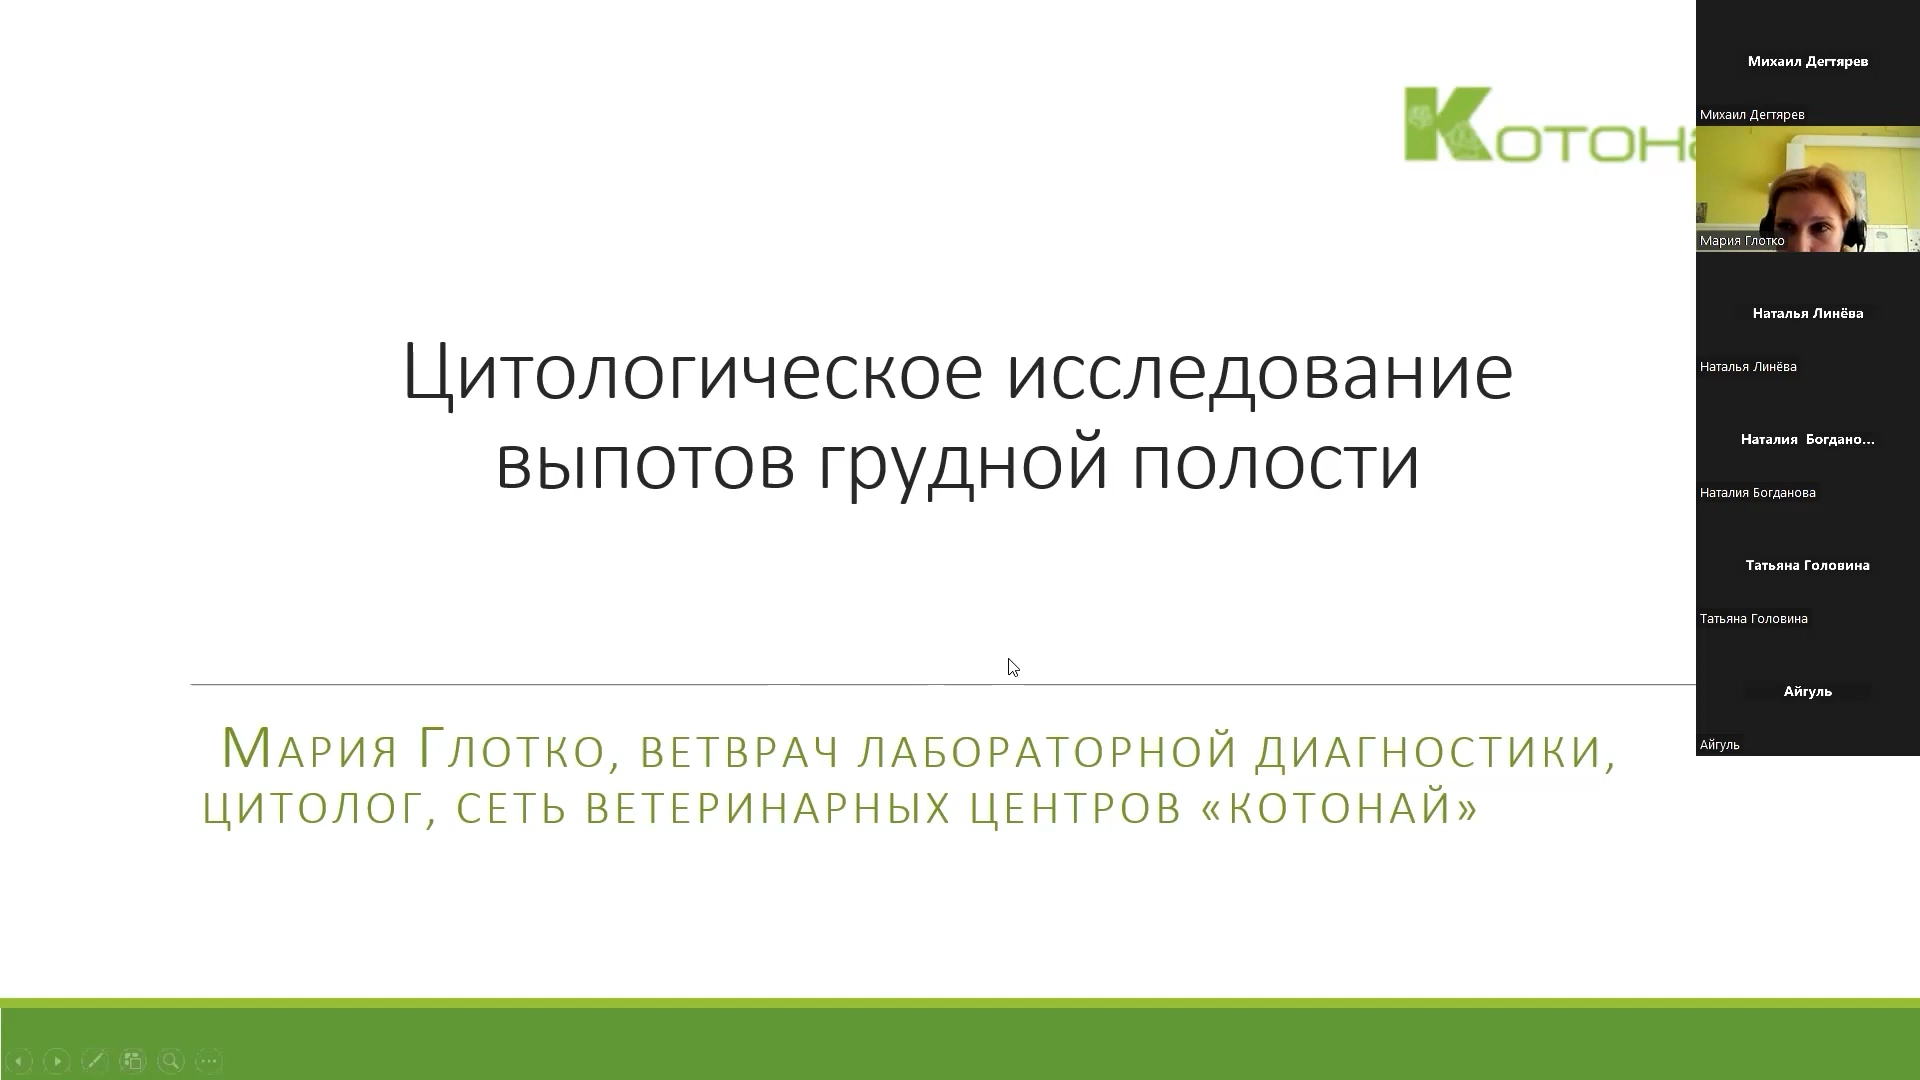 Котона
Цитологическое исследование
выпотов грудной полости
Мария Глотко, ветврач лабораторной диагностики,
цитолог, сеть ветеринарных центров «Котонай»
Михаил Дегтярев
Михаил Дегтярев
Мария Глотко
Наталья Линёва
Наталья Линёва
Наталия Богдано...
Наталия Богданова
Татьяна Головина
Татьяна Головина
Айгуль
Айгуль